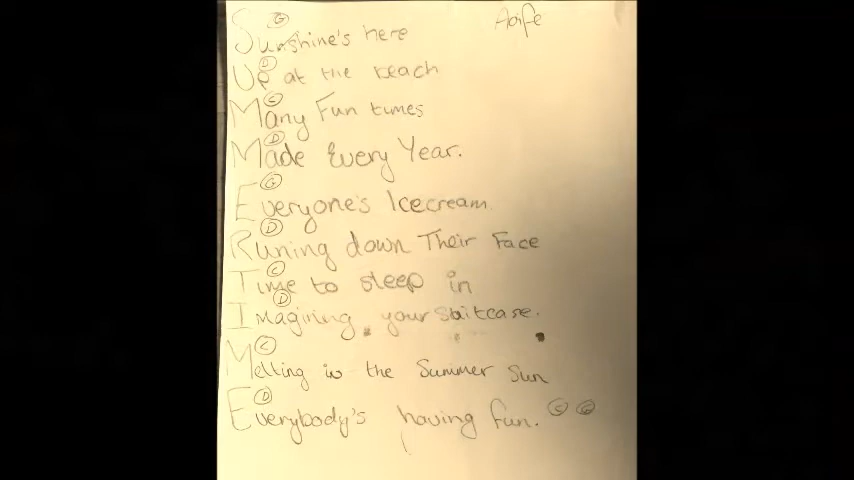 Aoife
G
Sunshine's here
D
Up at the beach
C
Many Fun times
D
Made Every Year.
G
Everyone's Icecream
D
Runing down Their Face
C
Time to sleep in
D
Imagining your suitcase.
C
Melting in the Summer Sun
D
Everybody's having fun. G G